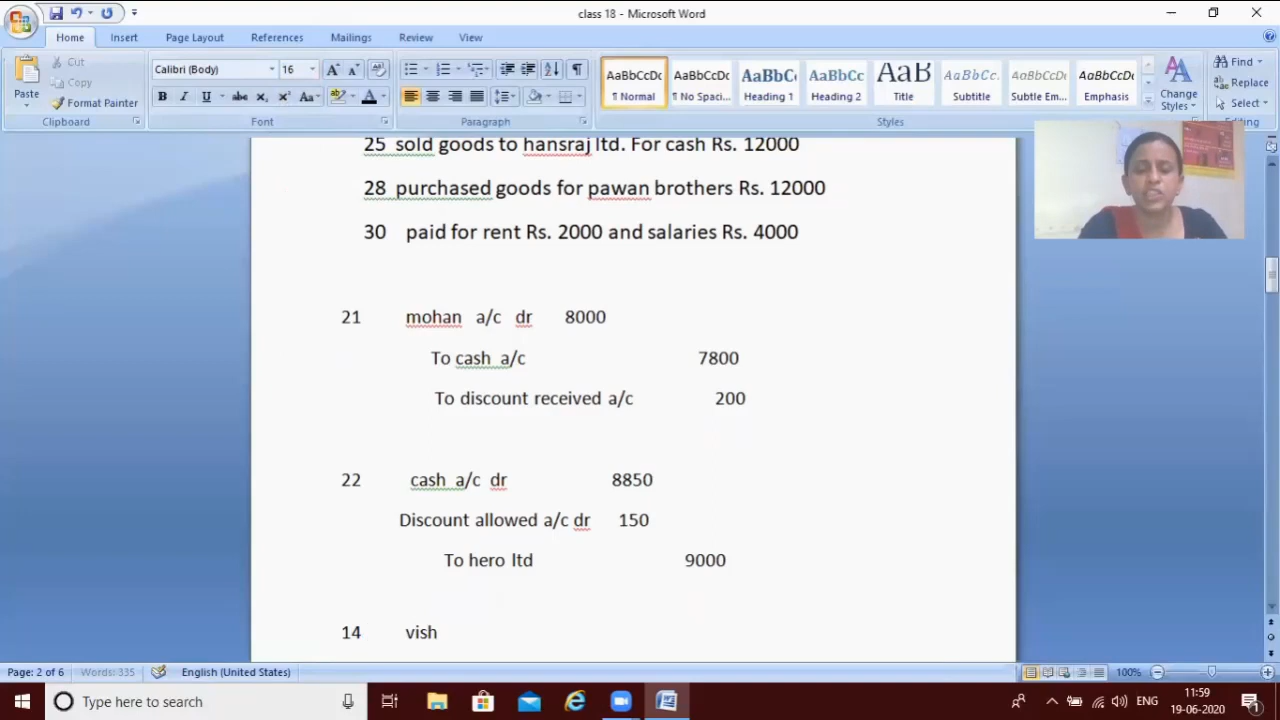 class 18 - Microsoft Word
Home Insert Page Layout References Mailings Review View
Paste Cut Copy Format Painter Clipboard
Calibri (Body) 16 Font
Paragraph
AaBbCcDc ¶ Normal AaBbCcDc ¶ No Spaci... AaBbC Heading 1 AaBbCc Heading 2 AaB Title AaBbCc. Subtitle AaBbCcDc Subtle Em... AaBbCcDc Emphasis Change Styles Styles
Find Replace Select Editing
25 sold goods to hansraj ltd. For cash Rs. 12000
28 purchased goods for pawan brothers Rs. 12000
30 paid for rent Rs. 2000 and salaries Rs. 4000
21 mohan a/c dr 8000
To cash a/c 7800
To discount received a/c 200
22 cash a/c dr 8850
Discount allowed a/c dr 150
To hero ltd 9000
14 vish
Page: 2 of 6 Words: 335 English (United States) 100%
Type here to search ENG 11:59
19-06-2020